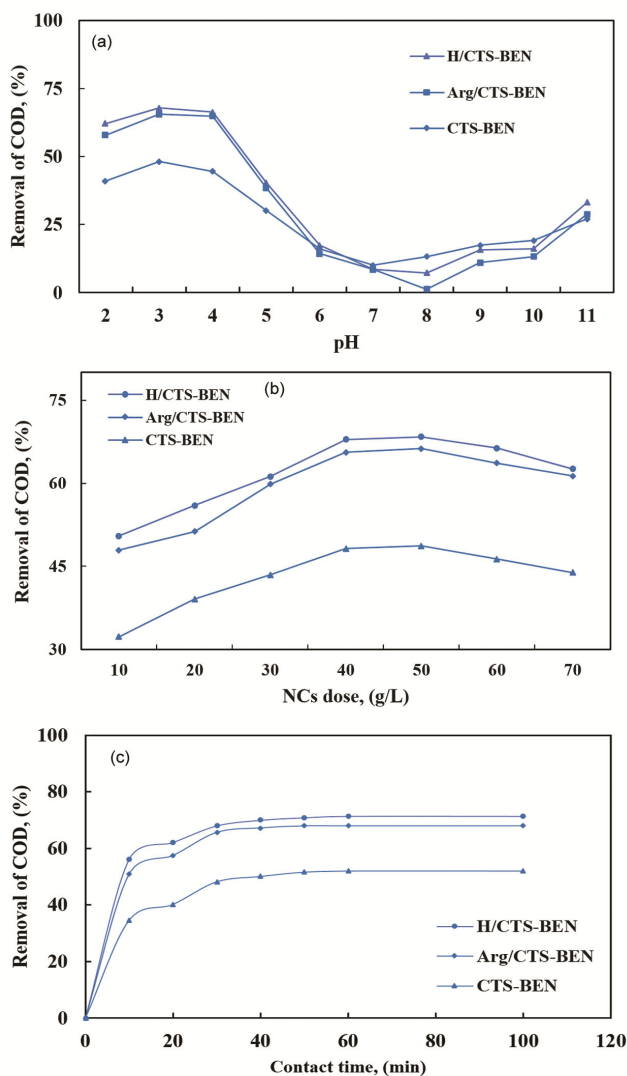 (a)
H/CTS-BEN
Arg/CTS-BEN
CTS-BEN
Removal of COD, (%)
100
75
50
25
0
2 3 4 5 6 7 8 9 10 11
pH
(b)
H/CTS-BEN
Arg/CTS-BEN
CTS-BEN
Removal of COD, (%)
75
60
45
30
10 20 30 40 50 60 70
NCs dose, (g/L)
(c)
Removal of COD, (%)
100
80
60
40
20
0
H/CTS-BEN
Arg/CTS-BEN
CTS-BEN
0 20 40 60 80 100 120
Contact time, (min)